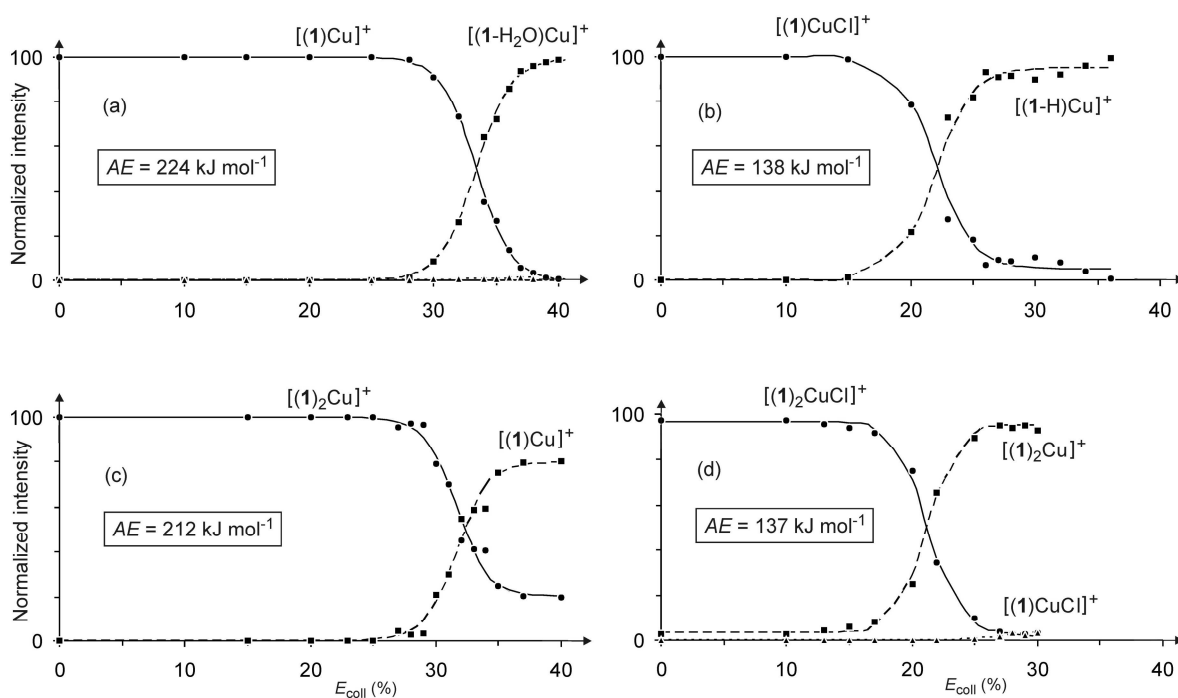 [(1)Cu]⁺ [(1-H₂O)Cu]⁺
100
(a)
AE = 224 kJ mol⁻¹
Normalized intensity
0
0 10 20 30 40
[(1)CuCl]⁺
100
(b)
[(1-H)Cu]⁺
AE = 138 kJ mol⁻¹
0
0 10 20 30 40
[(1)₂Cu]⁺
100
[(1)Cu]⁺
(c)
AE = 212 kJ mol⁻¹
Normalized intensity
0
0 10 20 30 40
E_coll (%)
[(1)₂CuCl]⁺
100
[(1)₂Cu]⁺
(d)
AE = 137 kJ mol⁻¹
[(1)CuCl]⁺
0
0 10 20 30 40
E_coll (%)